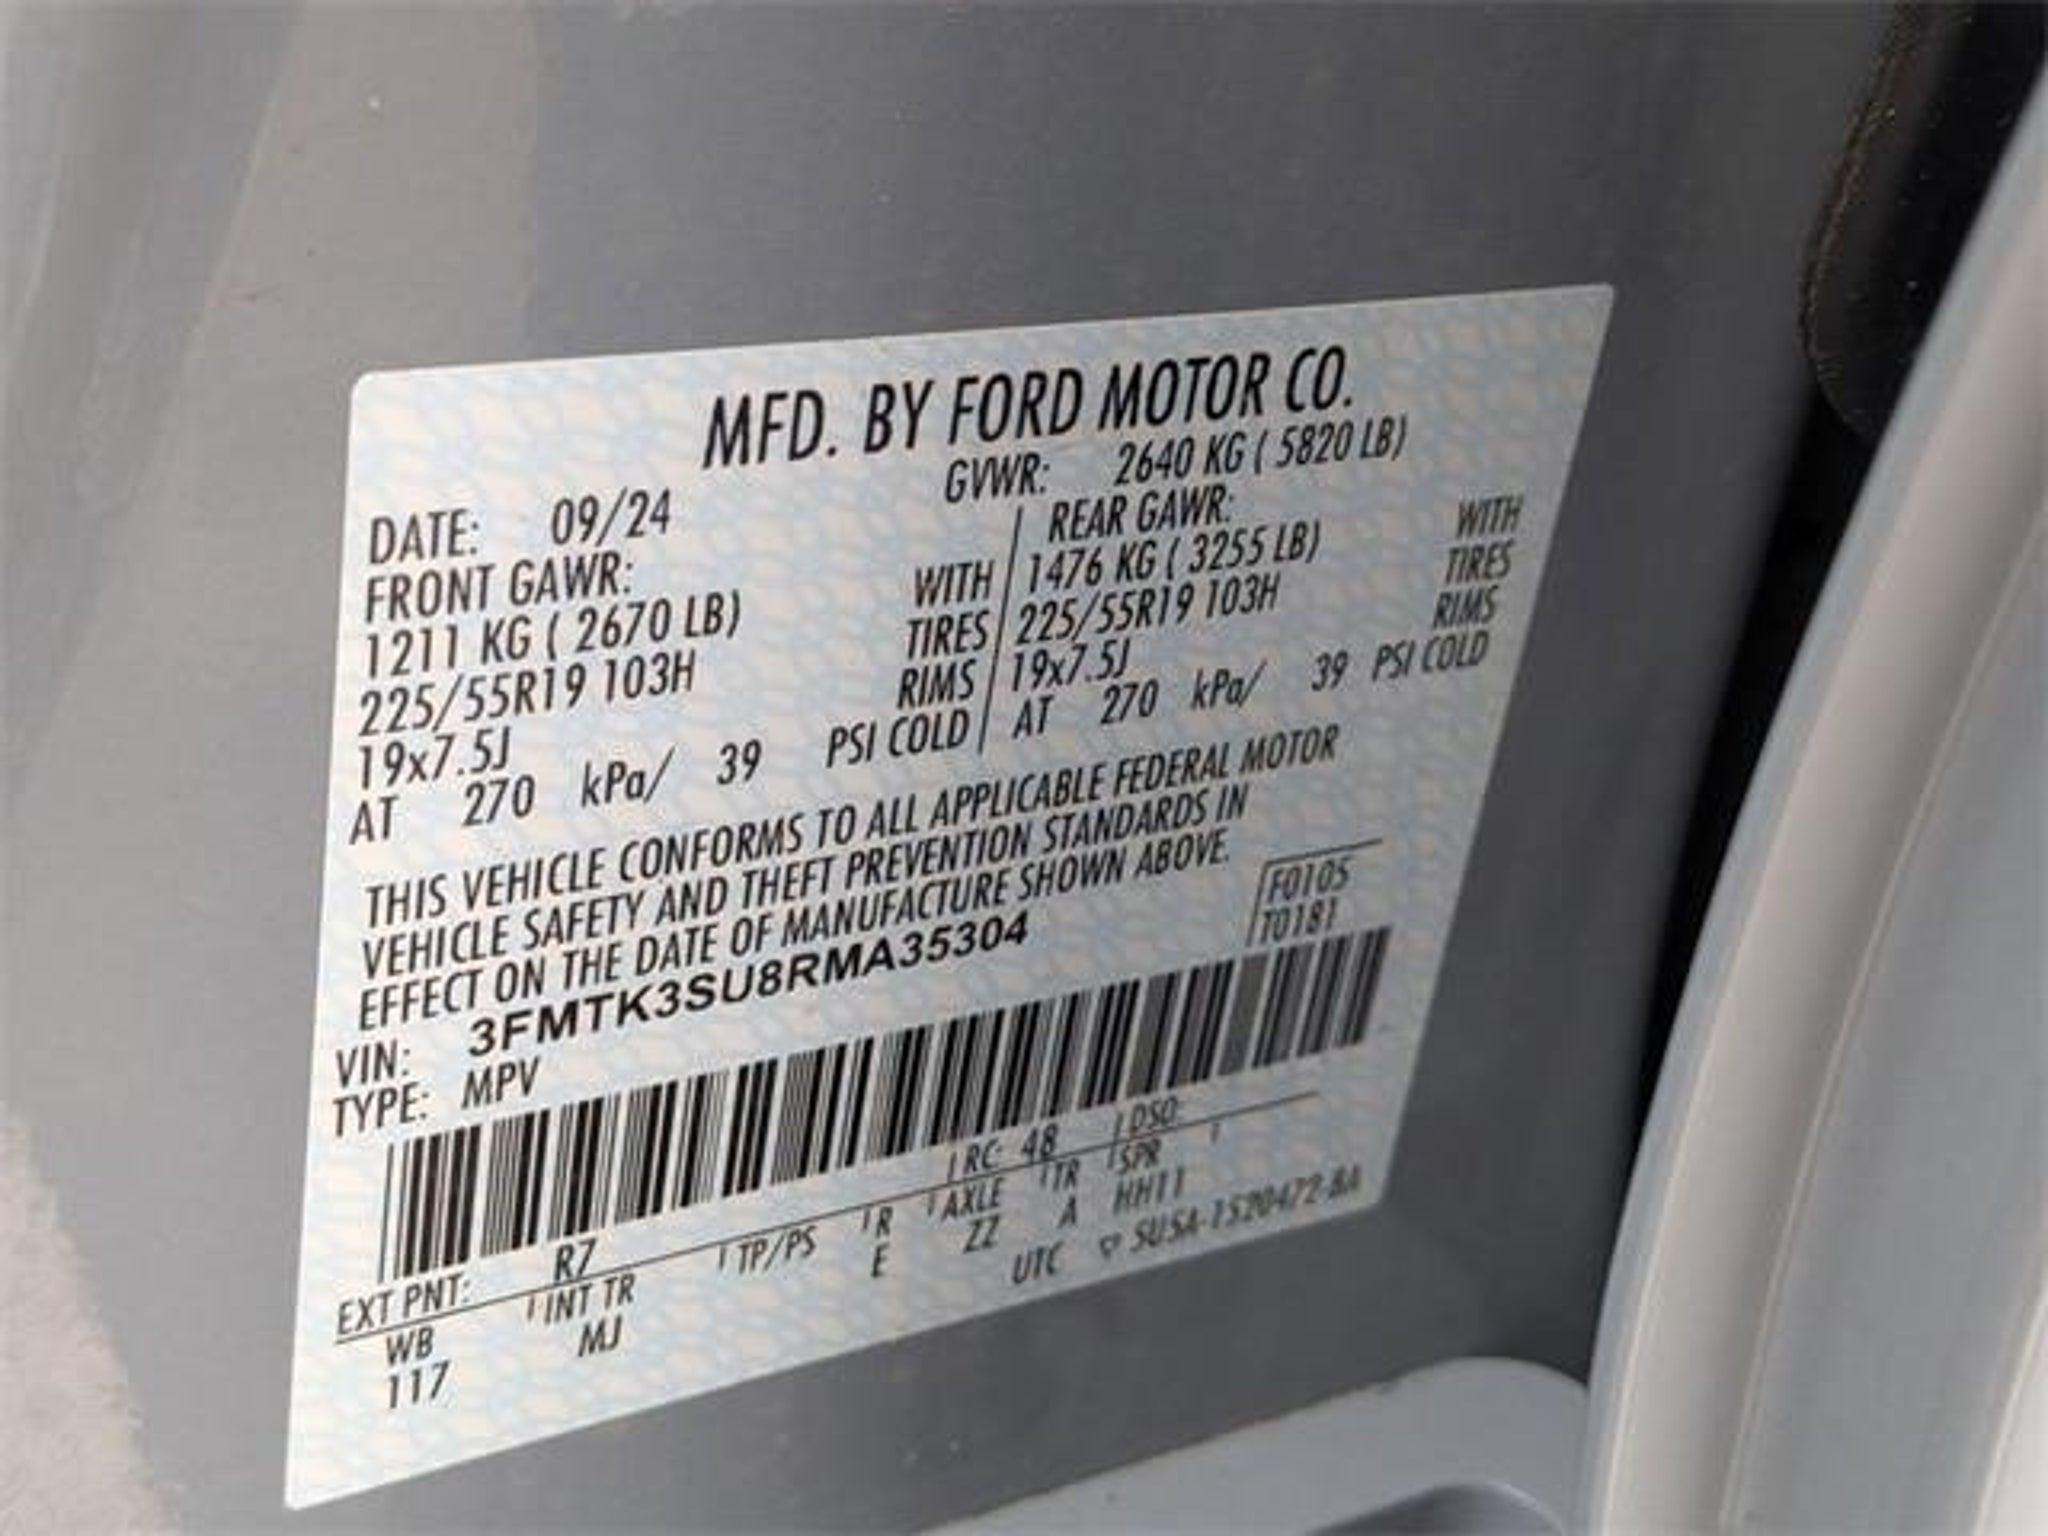 MFD. BY FORD MOTOR CO.
DATE: 09/24 GVWR: 2640 KG ( 5820 LB)
FRONT GAWR: REAR GAWR:
1211 KG ( 2670 LB) WITH 1476 KG ( 3255 LB) WITH
225/55R19 103H TIRES 225/55R19 103H TIRES
19x7.5J RIMS 19x7.5J RIMS
AT 270 kPa/ 39 PSI COLD AT 270 kPa/ 39 PSI COLD
THIS VEHICLE CONFORMS TO ALL APPLICABLE FEDERAL MOTOR
VEHICLE SAFETY AND THEFT PREVENTION STANDARDS IN
EFFECT ON THE DATE OF MANUFACTURE SHOWN ABOVE.
F0105
T0181
VIN: 3FMTK3SU8RMA35304
TYPE: MPV
EXT PNT: R7 RC: 48 DSO:
WB INT TR TP/PS R AXLE TR SPR
117 MJ E ZZ A HH11
UTC SU5A-1520472-BA